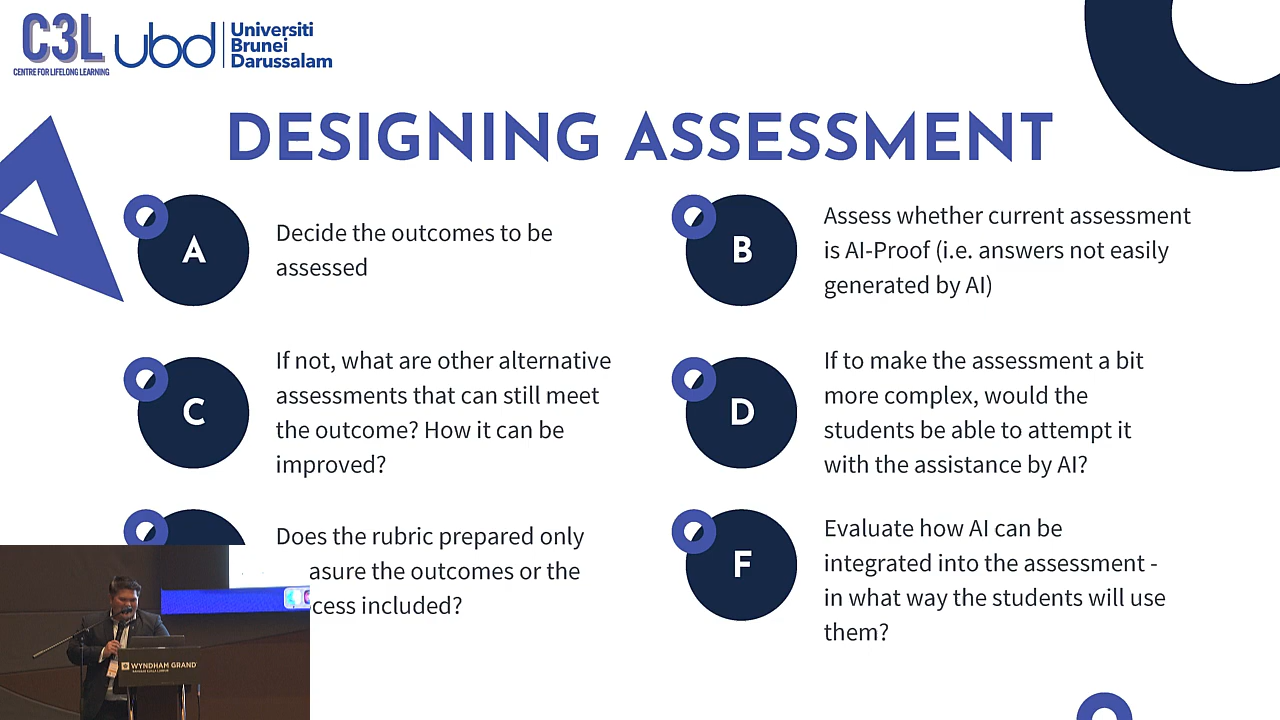 C3L
CENTRE FOR LIFELONG LEARNING
ubd
Universiti
Brunei
Darussalam
DESIGNING ASSESSMENT
A
Decide the outcomes to be
assessed
B
Assess whether current assessment
is AI-Proof (i.e. answers not easily
generated by AI)
C
If not, what are other alternative
assessments that can still meet
the outcome? How it can be
improved?
D
If to make the assessment a bit
more complex, would the
students be able to attempt it
with the assistance by AI?
Does the rubric prepared only
asure the outcomes or the
cess included?
F
Evaluate how AI can be
integrated into the assessment -
in what way the students will use
them?
WYNDHAM GRAND